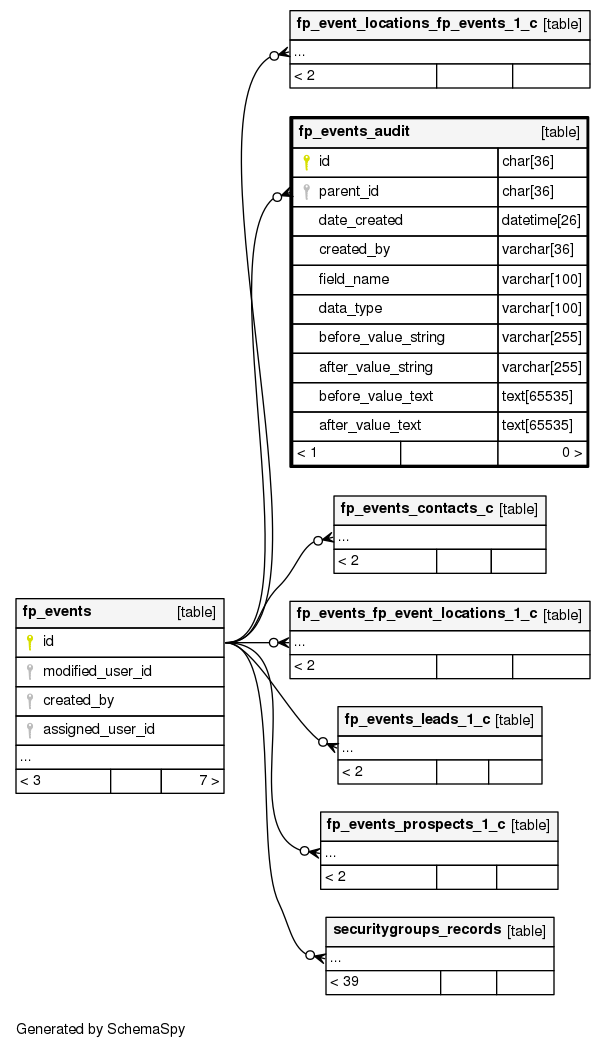 fp_event_locations_fp_events_1_c [table]
...
< 2
fp_events_audit [table]
id char[36]
parent_id char[36]
date_created datetime[26]
created_by varchar[36]
field_name varchar[100]
data_type varchar[100]
before_value_string varchar[255]
after_value_string varchar[255]
before_value_text text[65535]
after_value_text text[65535]
< 1 0 >
fp_events_contacts_c [table]
...
< 2
fp_events [table]
id
modified_user_id
created_by
assigned_user_id
...
< 3 7 >
fp_events_fp_event_locations_1_c [table]
...
< 2
fp_events_leads_1_c [table]
...
< 2
fp_events_prospects_1_c [table]
...
< 2
securitygroups_records [table]
...
< 39
Generated by SchemaSpy